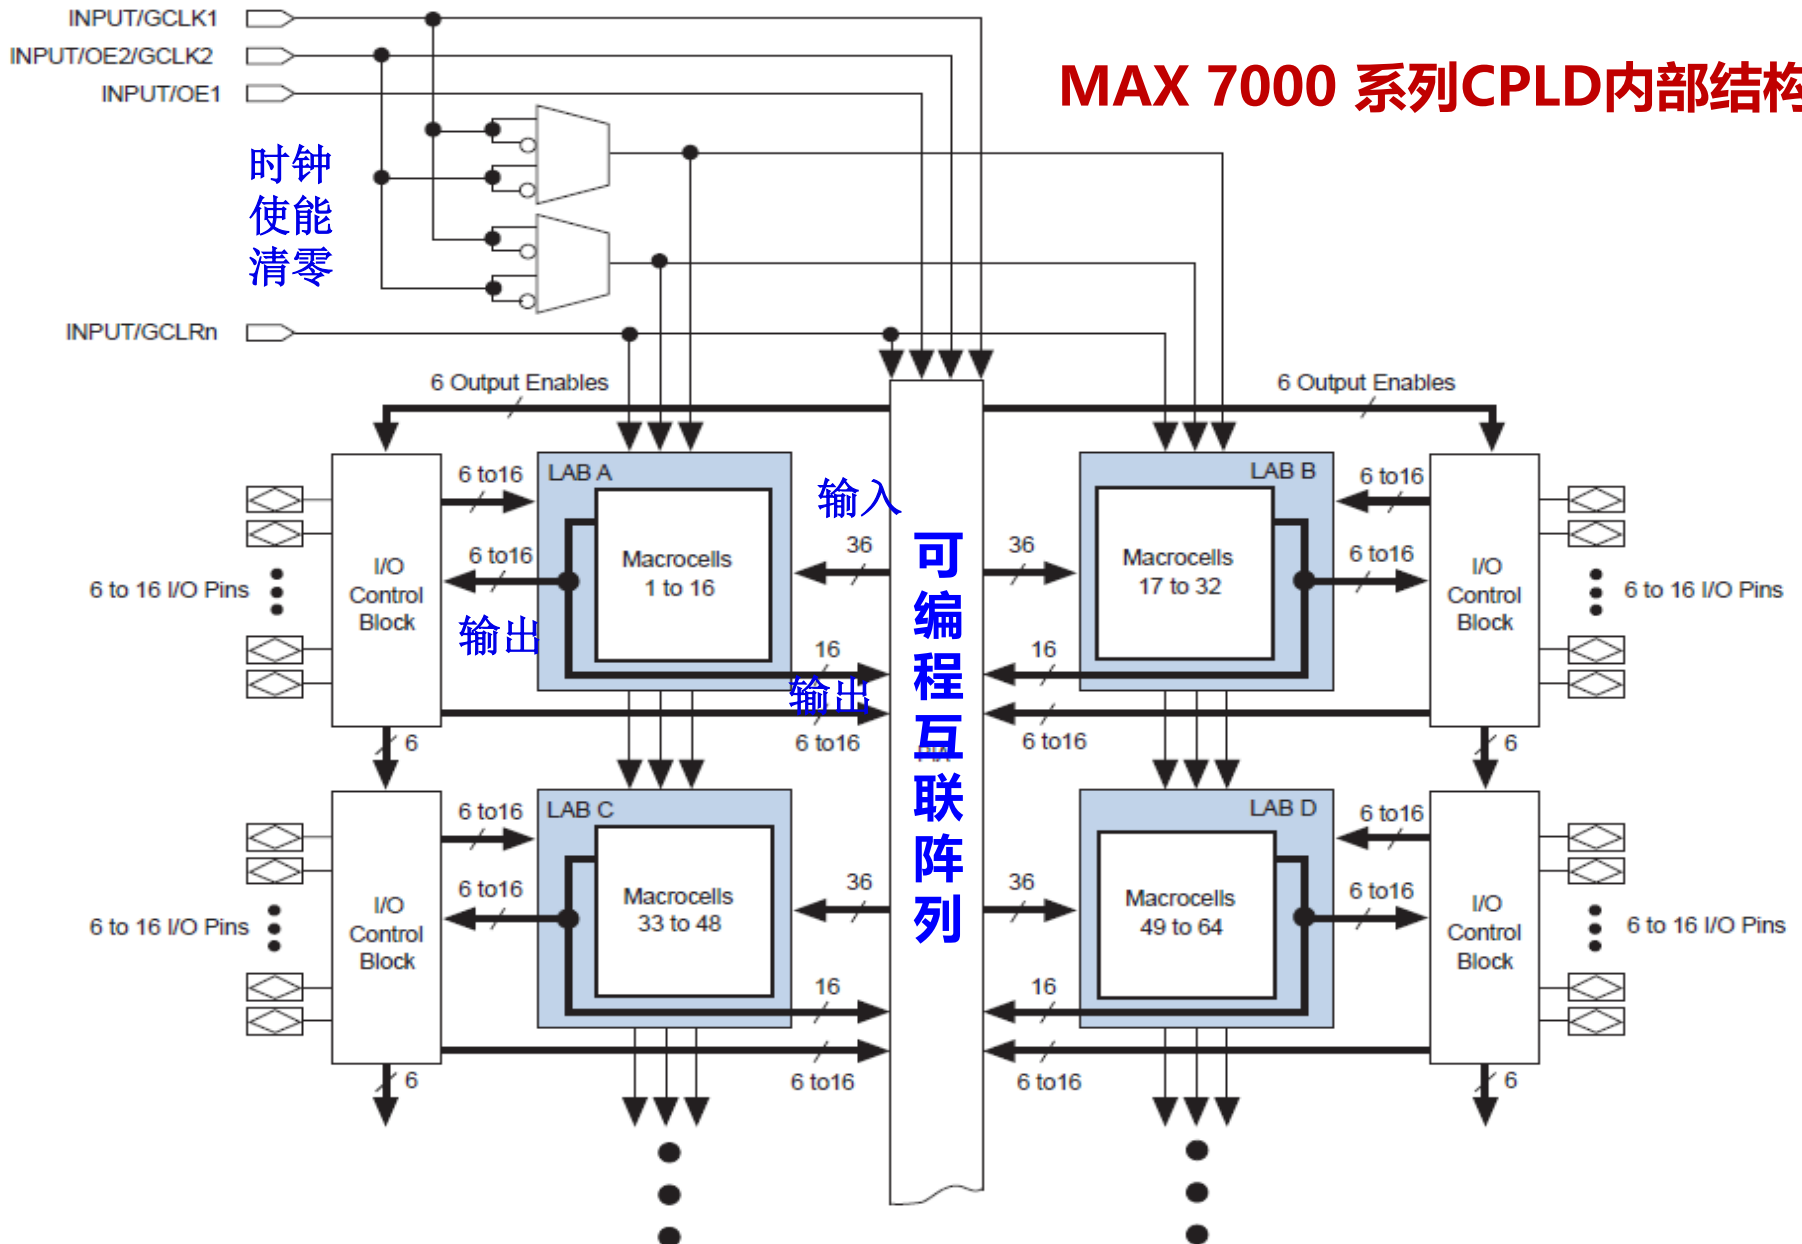 INPUT/GCLK1
INPUT/OE2/GCLK2
INPUT/OE1
MAX 7000 系列CPLD内部结构
时钟
使能
清零
INPUT/GCLRn
6 Output Enables
6 Output Enables
6 to16
LAB A
输入
LAB B
6 to16
36
36
6 to16
Macrocells
1 to 16
Macrocells
17 to 32
6 to16
I/O
Control
Block
6 to 16 I/O Pins
I/O
Control
Block
6 to 16 I/O Pins
输出
16
16
输出
6 to16
6 to16
6
6
可编程互联阵列
6 to16
LAB C
LAB D
6 to16
36
36
6 to16
Macrocells
33 to 48
Macrocells
49 to 64
6 to16
I/O
Control
Block
6 to 16 I/O Pins
I/O
Control
Block
6 to 16 I/O Pins
16
16
6 to16
6 to16
6
6